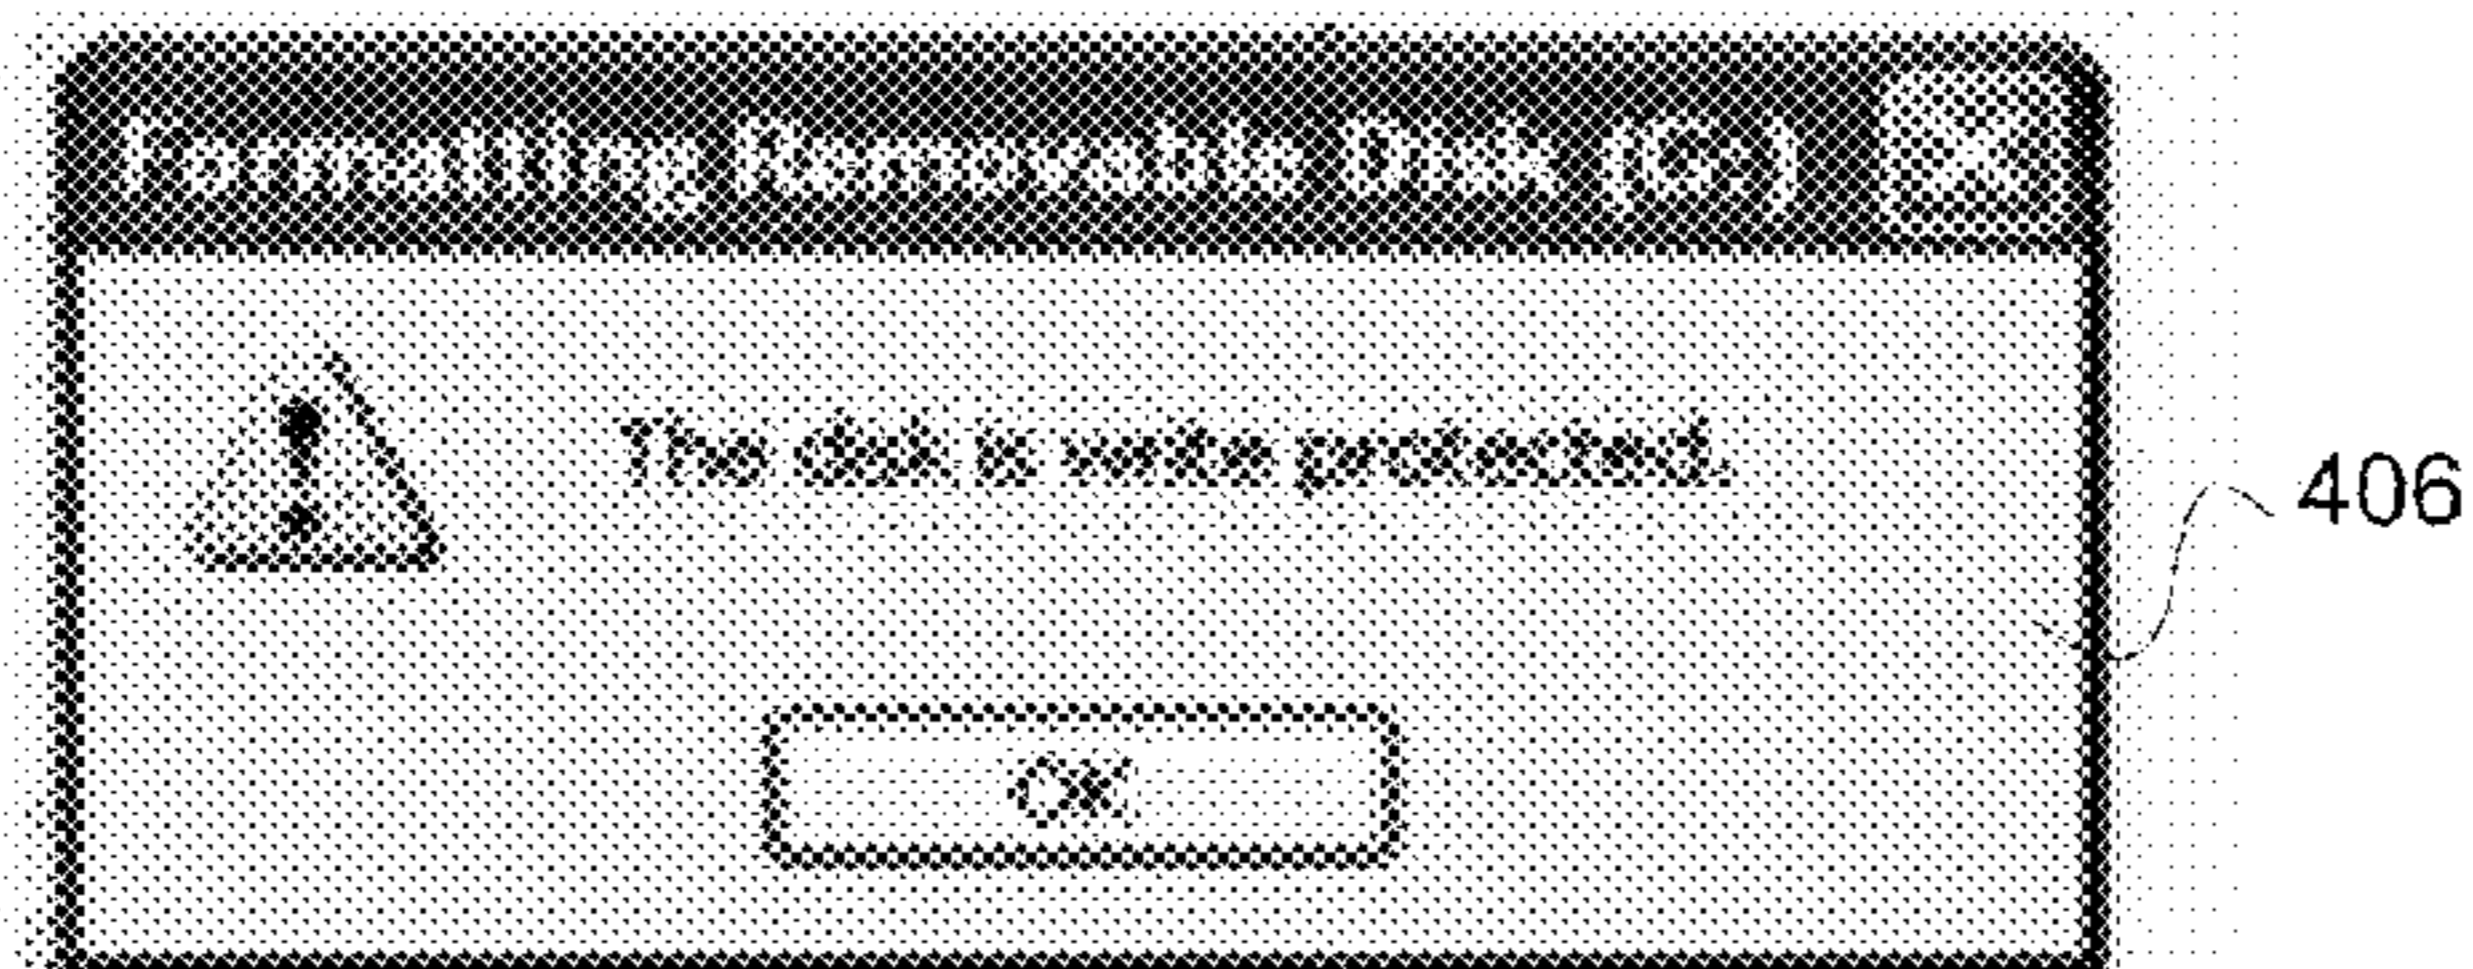 Formatting Removable Disk (G:)
The disk is write protected.
406
OK